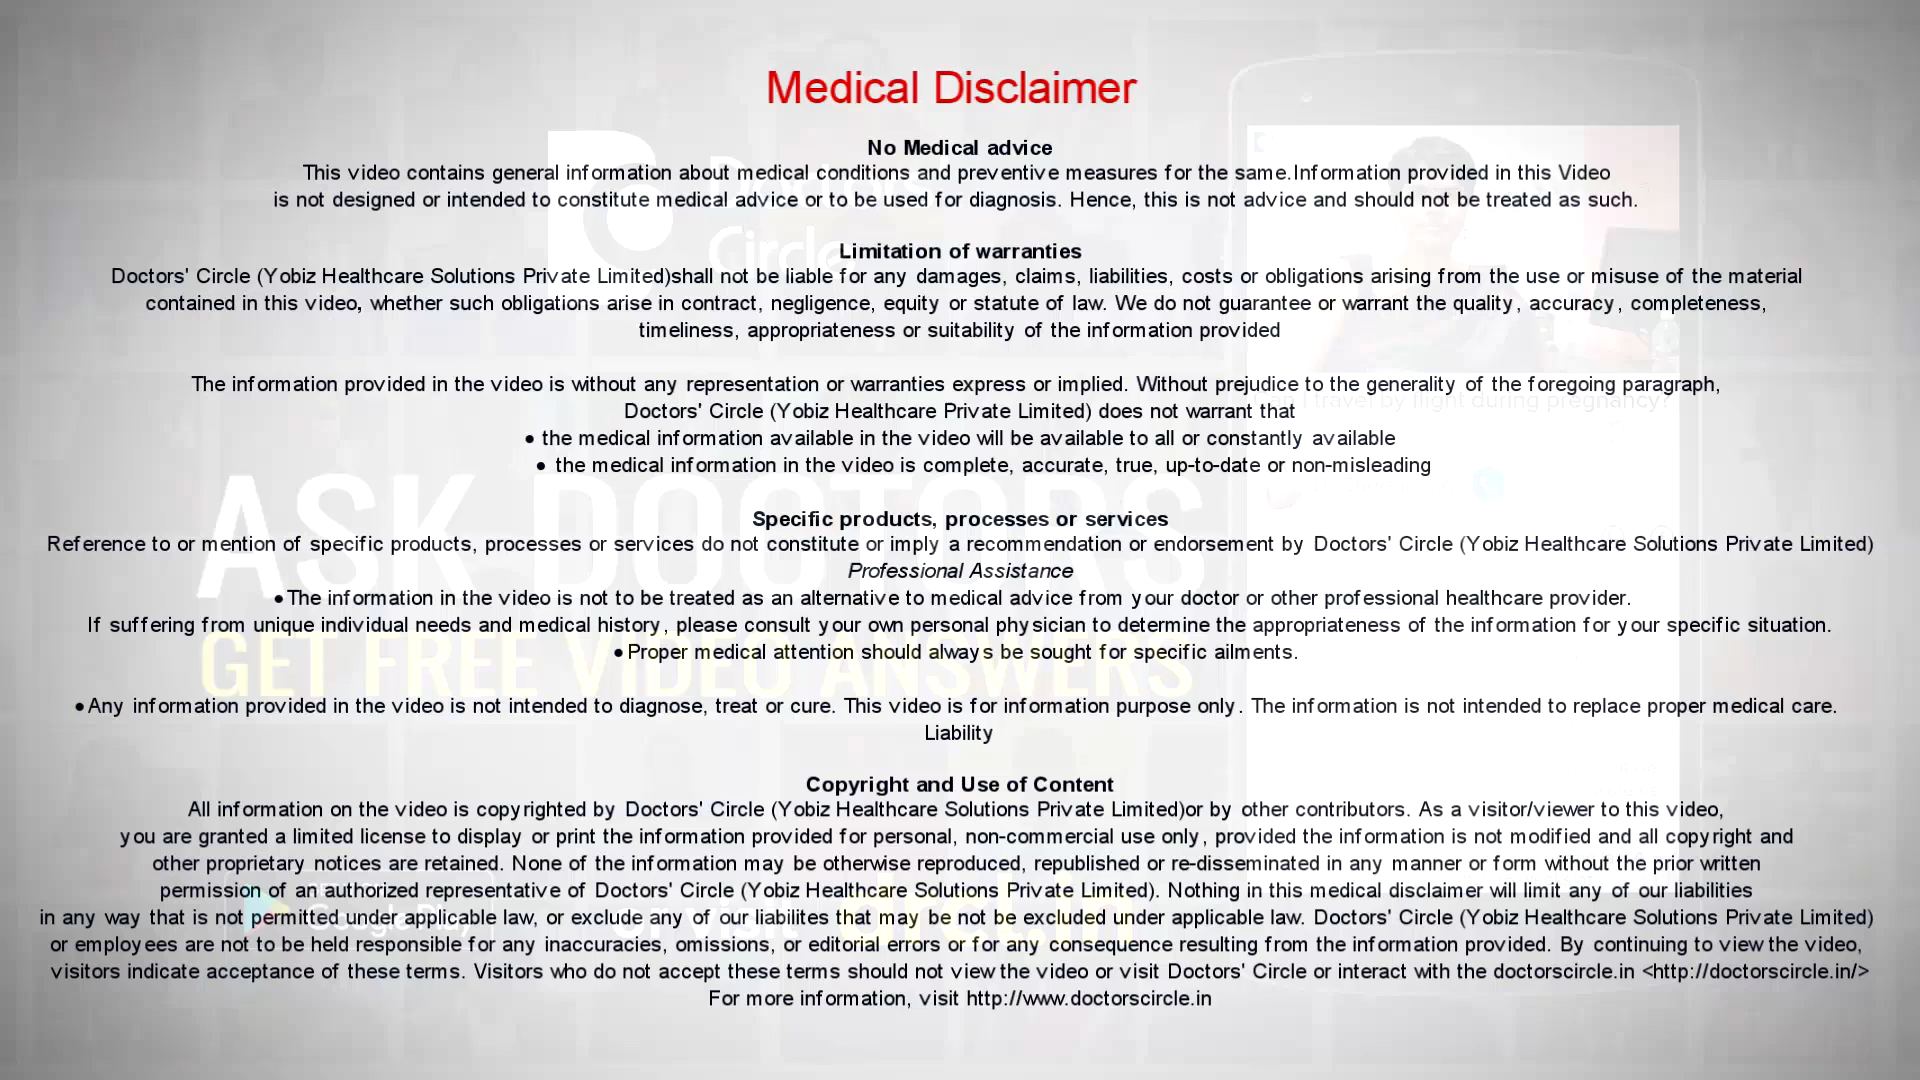 Medical Disclaimer
No Medical advice
This video contains general information about medical conditions and preventive measures for the same.Information provided in this Video
is not designed or intended to constitute medical advice or to be used for diagnosis. Hence, this is not advice and should not be treated as such.
Doctors'
Circle
Limitation of warranties
Doctors' Circle (Yobiz Healthcare Solutions Private Limited)shall not be liable for any damages, claims, liabilities, costs or obligations arising from the use or misuse of the material
contained in this video, whether such obligations arise in contract, negligence, equity or statute of law. We do not guarantee or warrant the quality, accuracy, completeness,
timeliness, appropriateness or suitability of the information provided
The information provided in the video is without any representation or warranties express or implied. Without prejudice to the generality of the foregoing paragraph,
Can I travel by flight during pregnancy?
Doctors' Circle (Yobiz Healthcare Private Limited) does not warrant that
• the medical information available in the video will be available to all or constantly available
• the medical information in the video is complete, accurate, true, up-to-date or non-misleading
ASK DOCTORS
Specific products, processes or services
Reference to or mention of specific products, processes or services do not constitute or imply a recommendation or endorsement by Doctors' Circle (Yobiz Healthcare Solutions Private Limited)
Professional Assistance
•The information in the video is not to be treated as an alternative to medical advice from your doctor or other professional healthcare provider.
If suffering from unique individual needs and medical history, please consult your own personal physician to determine the appropriateness of the information for your specific situation.
GET FREE VIDEO ANSWERS
•Proper medical attention should always be sought for specific ailments.
•Any information provided in the video is not intended to diagnose, treat or cure. This video is for information purpose only. The information is not intended to replace proper medical care.
Liability
Copyright and Use of Content
All information on the video is copyrighted by Doctors' Circle (Yobiz Healthcare Solutions Private Limited)or by other contributors. As a visitor/viewer to this video,
you are granted a limited license to display or print the information provided for personal, non-commercial use only, provided the information is not modified and all copyright and
other proprietary notices are retained. None of the information may be otherwise reproduced, republished or re-disseminated in any manner or form without the prior written
permission of an authorized representative of Doctors' Circle (Yobiz Healthcare Solutions Private Limited). Nothing in this medical disclaimer will limit any of our liabilities
in any way that is not permitted under applicable law, or exclude any of our liabilites that may be not be excluded under applicable law. Doctors' Circle (Yobiz Healthcare Solutions Private Limited)
Google Play
or visit drcl.in
or employees are not to be held responsible for any inaccuracies, omissions, or editorial errors or for any consequence resulting from the information provided. By continuing to view the video,
visitors indicate acceptance of these terms. Visitors who do not accept these terms should not view the video or visit Doctors' Circle or interact with the doctorscircle.in <http://doctorscircle.in/>
For more information, visit http://www.doctorscircle.in